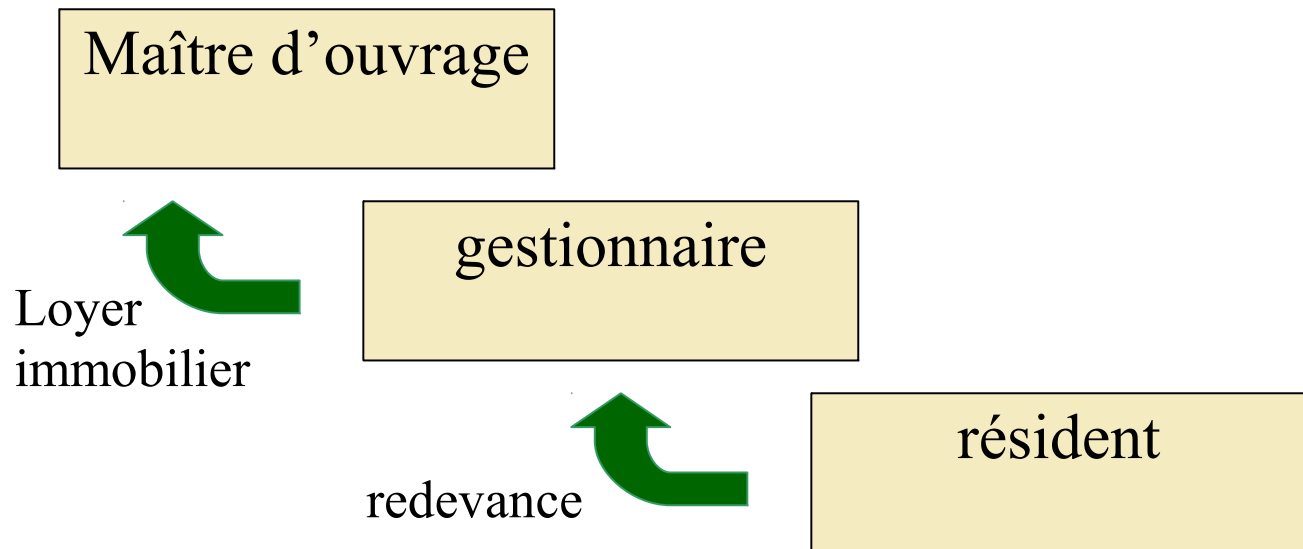 Maître d’ouvrage
gestionnaire
Loyer
immobilier
résident
redevance